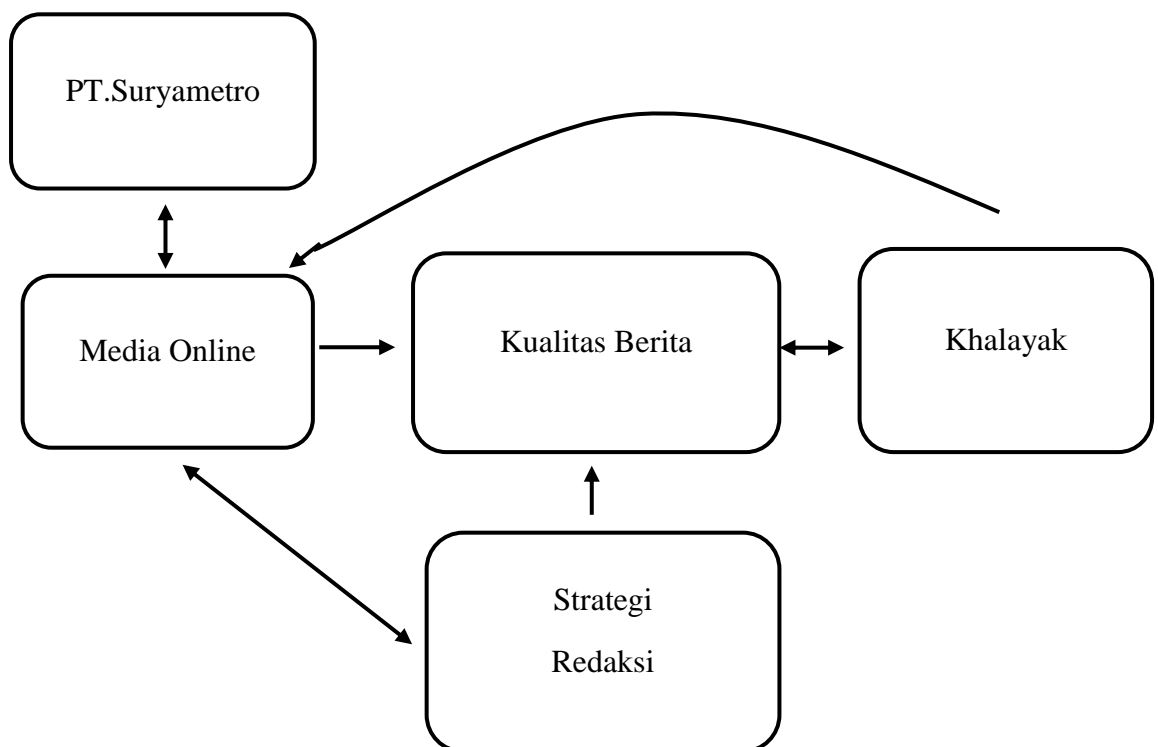 PT.Suryametro
Media Online
Kualitas Berita
Khalayak
Strategi
Redaksi